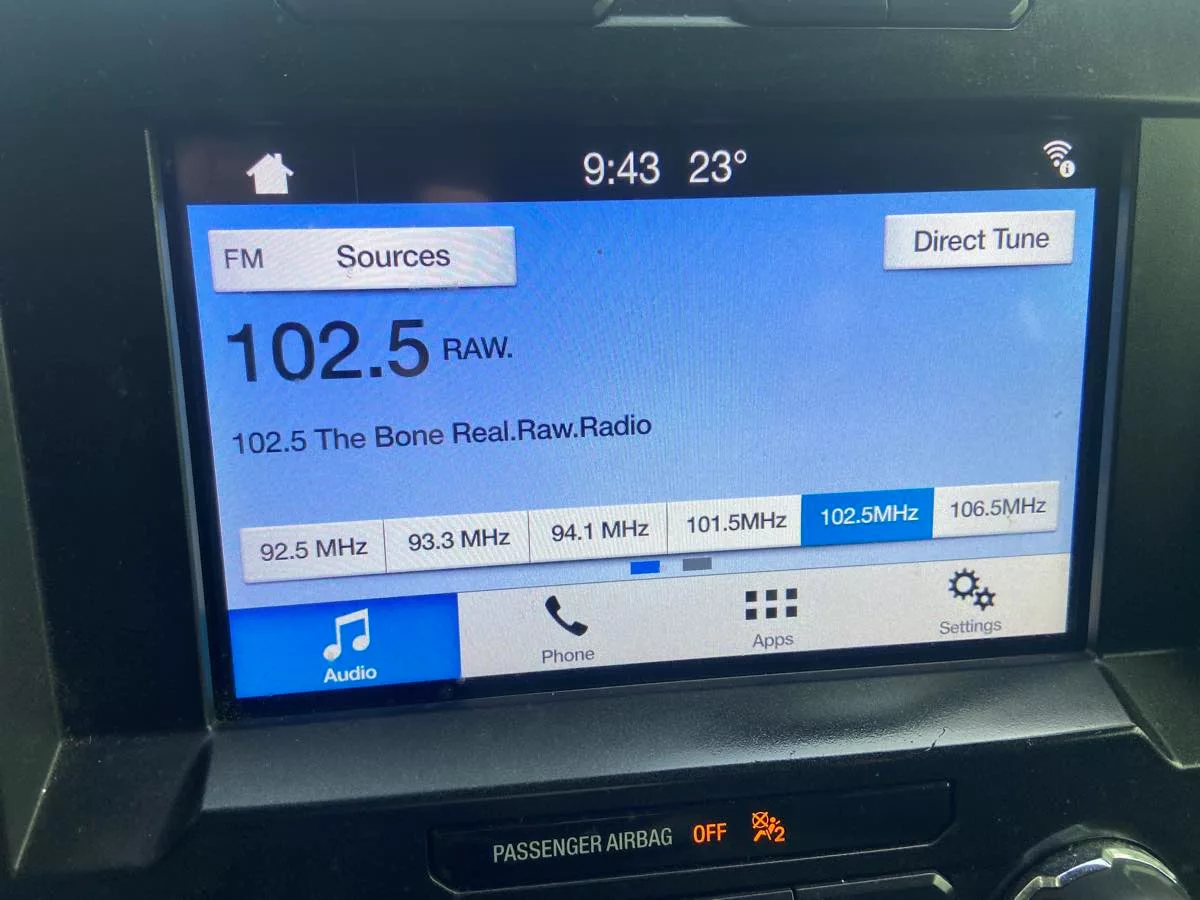 9:43 23°
FM Sources
Direct Tune
102.5 RAW.
102.5 The Bone Real.Raw.Radio
92.5 MHz 93.3 MHz 94.1 MHz 101.5MHz 102.5MHz 106.5MHz
Audio Phone Apps Settings
PASSENGER AIRBAG OFF 2